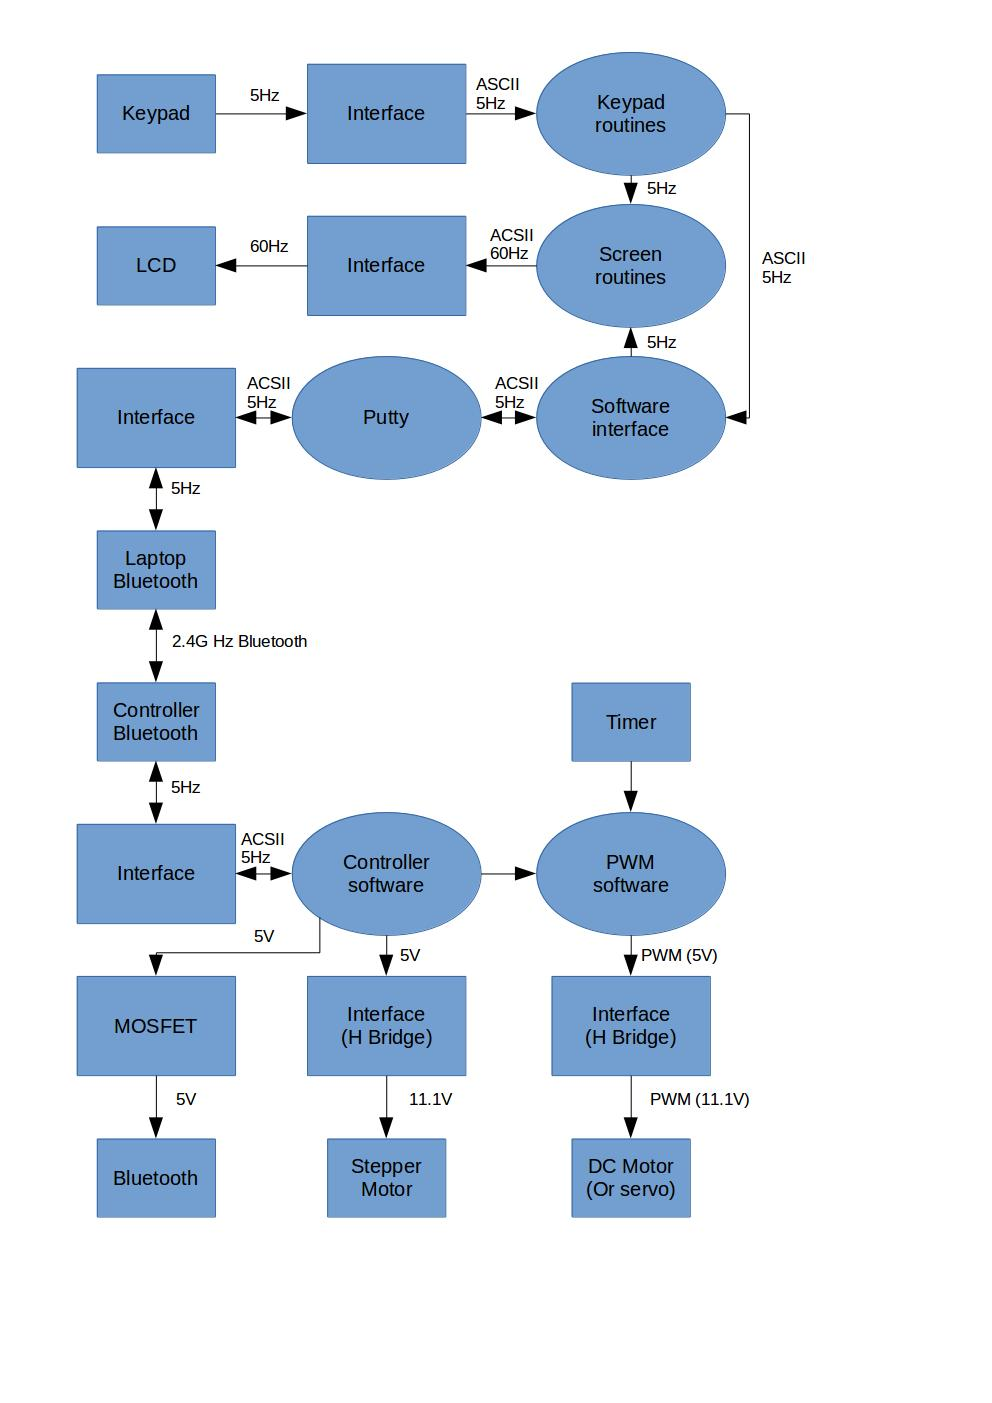 Keypad
5Hz
Interface
ASCII
5Hz
Keypad
routines
5Hz
LCD
60Hz
Interface
ACSII
60Hz
Screen
routines
ASCII
5Hz
5Hz
Interface
ACSII
5Hz
Putty
ACSII
5Hz
Software
interface
5Hz
Laptop
Bluetooth
2.4G Hz Bluetooth
Controller
Bluetooth
Timer
5Hz
Interface
ACSII
5Hz
Controller
software
PWM
software
5V
5V
PWM (5V)
MOSFET
Interface
(H Bridge)
Interface
(H Bridge)
5V
11.1V
PWM (11.1V)
Bluetooth
Stepper
Motor
DC Motor
(Or servo)